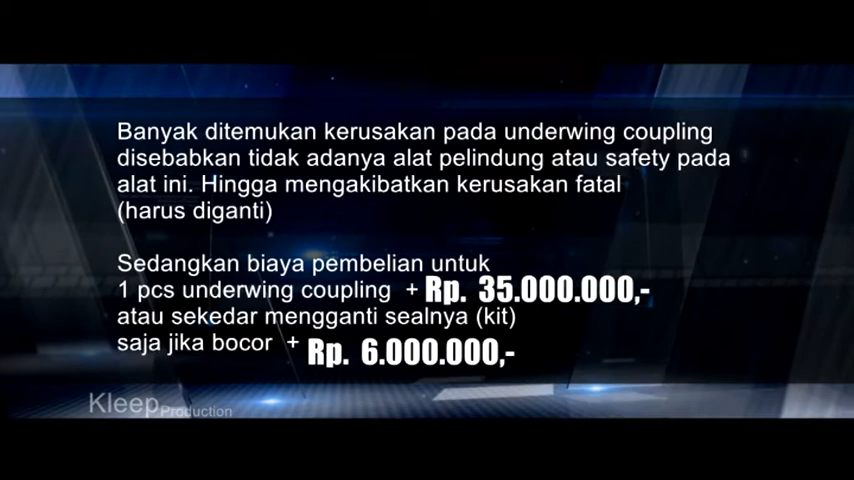 Banyak ditemukan kerusakan pada underwing coupling
disebabkan tidak adanya alat pelindung atau safety pada
alat ini. Hingga mengakibatkan kerusakan fatal
(harus diganti)
Sedangkan biaya pembelian untuk
1 pcs underwing coupling + Rp. 35.000.000,-
atau sekedar mengganti sealnya (kit)
saja jika bocor + Rp. 6.000.000,-
Kleep Production